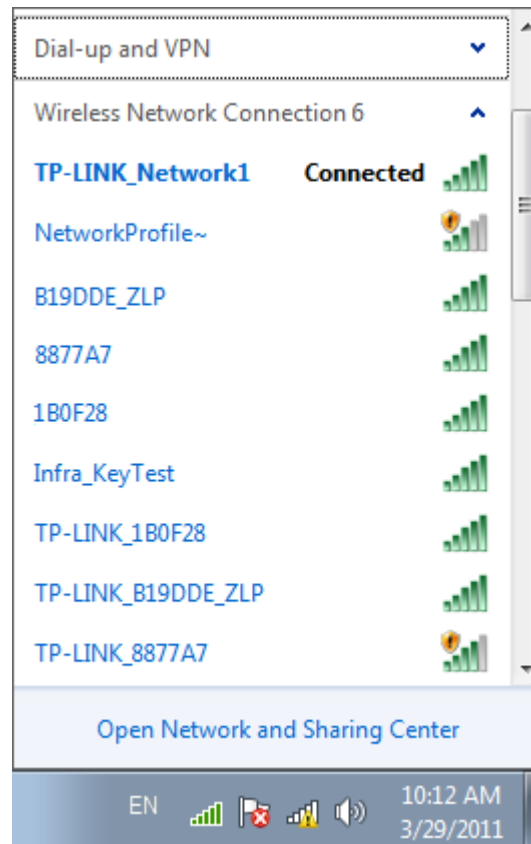 Dial-up and VPN
Wireless Network Connection 6
TP-LINK_Network1 Connected
NetworkProfile~
B19DDE_ZLP
8877A7
1B0F28
Infra_KeyTest
TP-LINK_1B0F28
TP-LINK_B19DDE_ZLP
TP-LINK_8877A7
Open Network and Sharing Center
EN 10:12 AM
3/29/2011